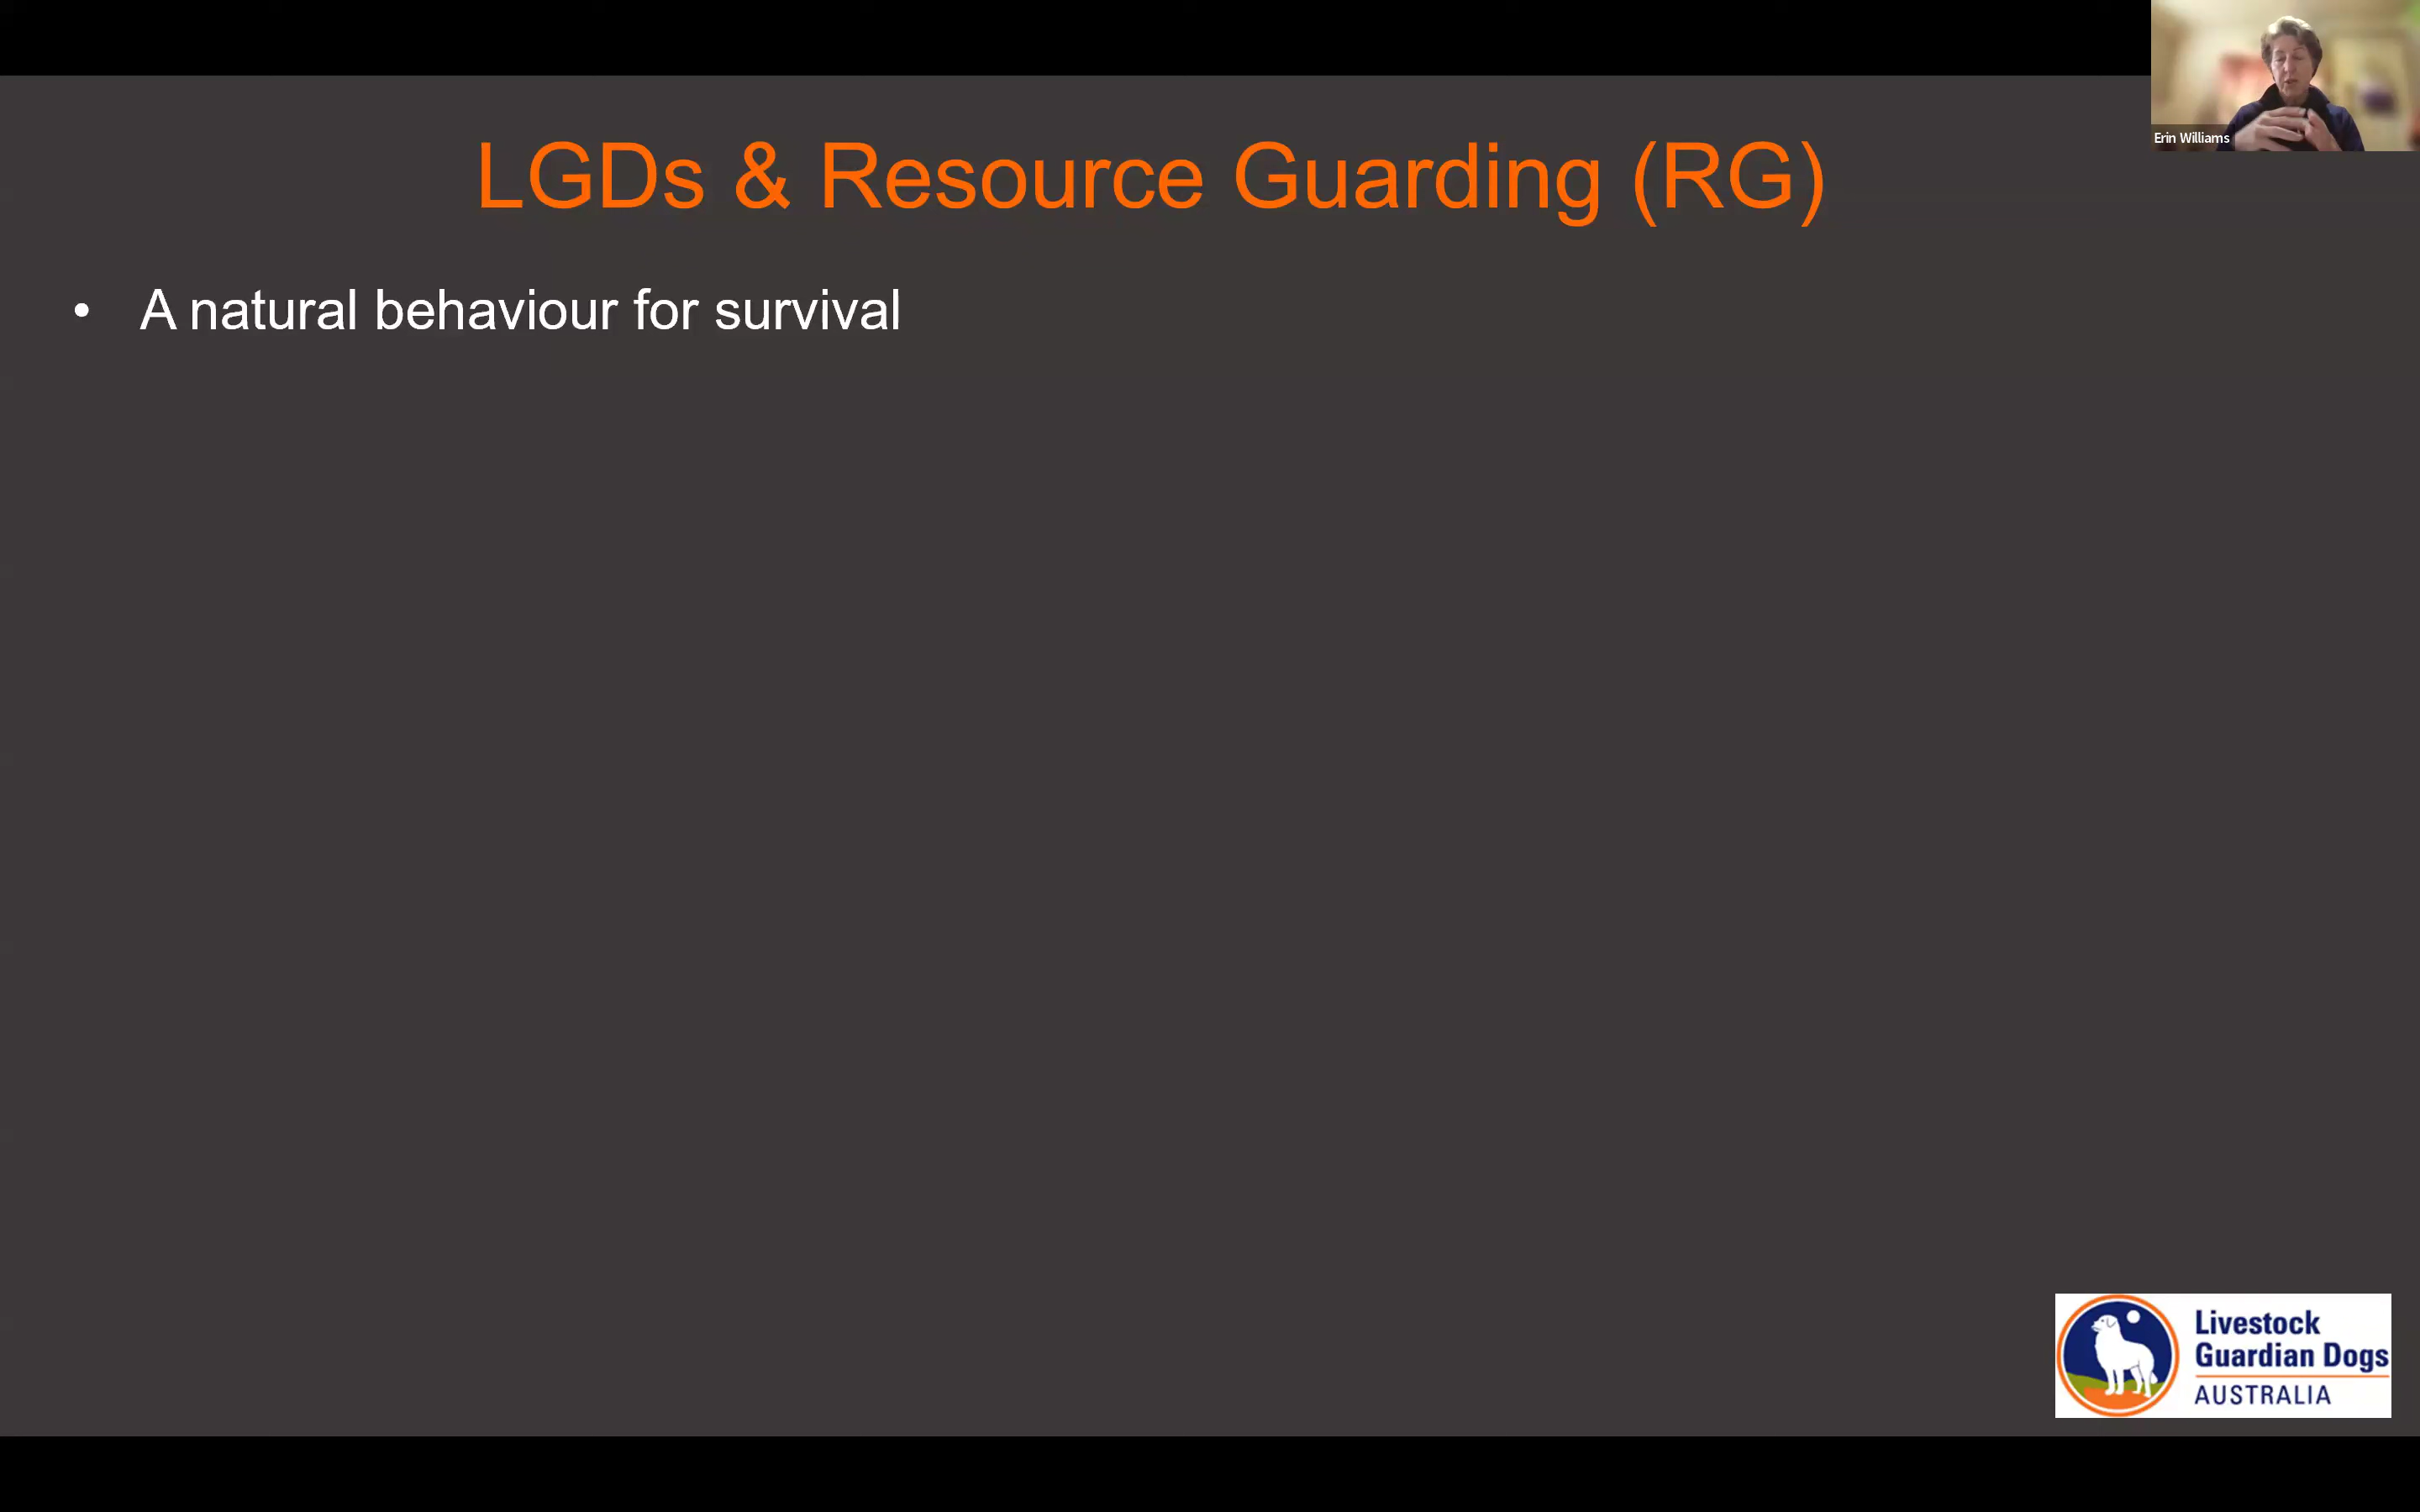 Erin Williams
LGDs & Resource Guarding (RG)
• A natural behaviour for survival
Livestock
Guardian Dogs
AUSTRALIA